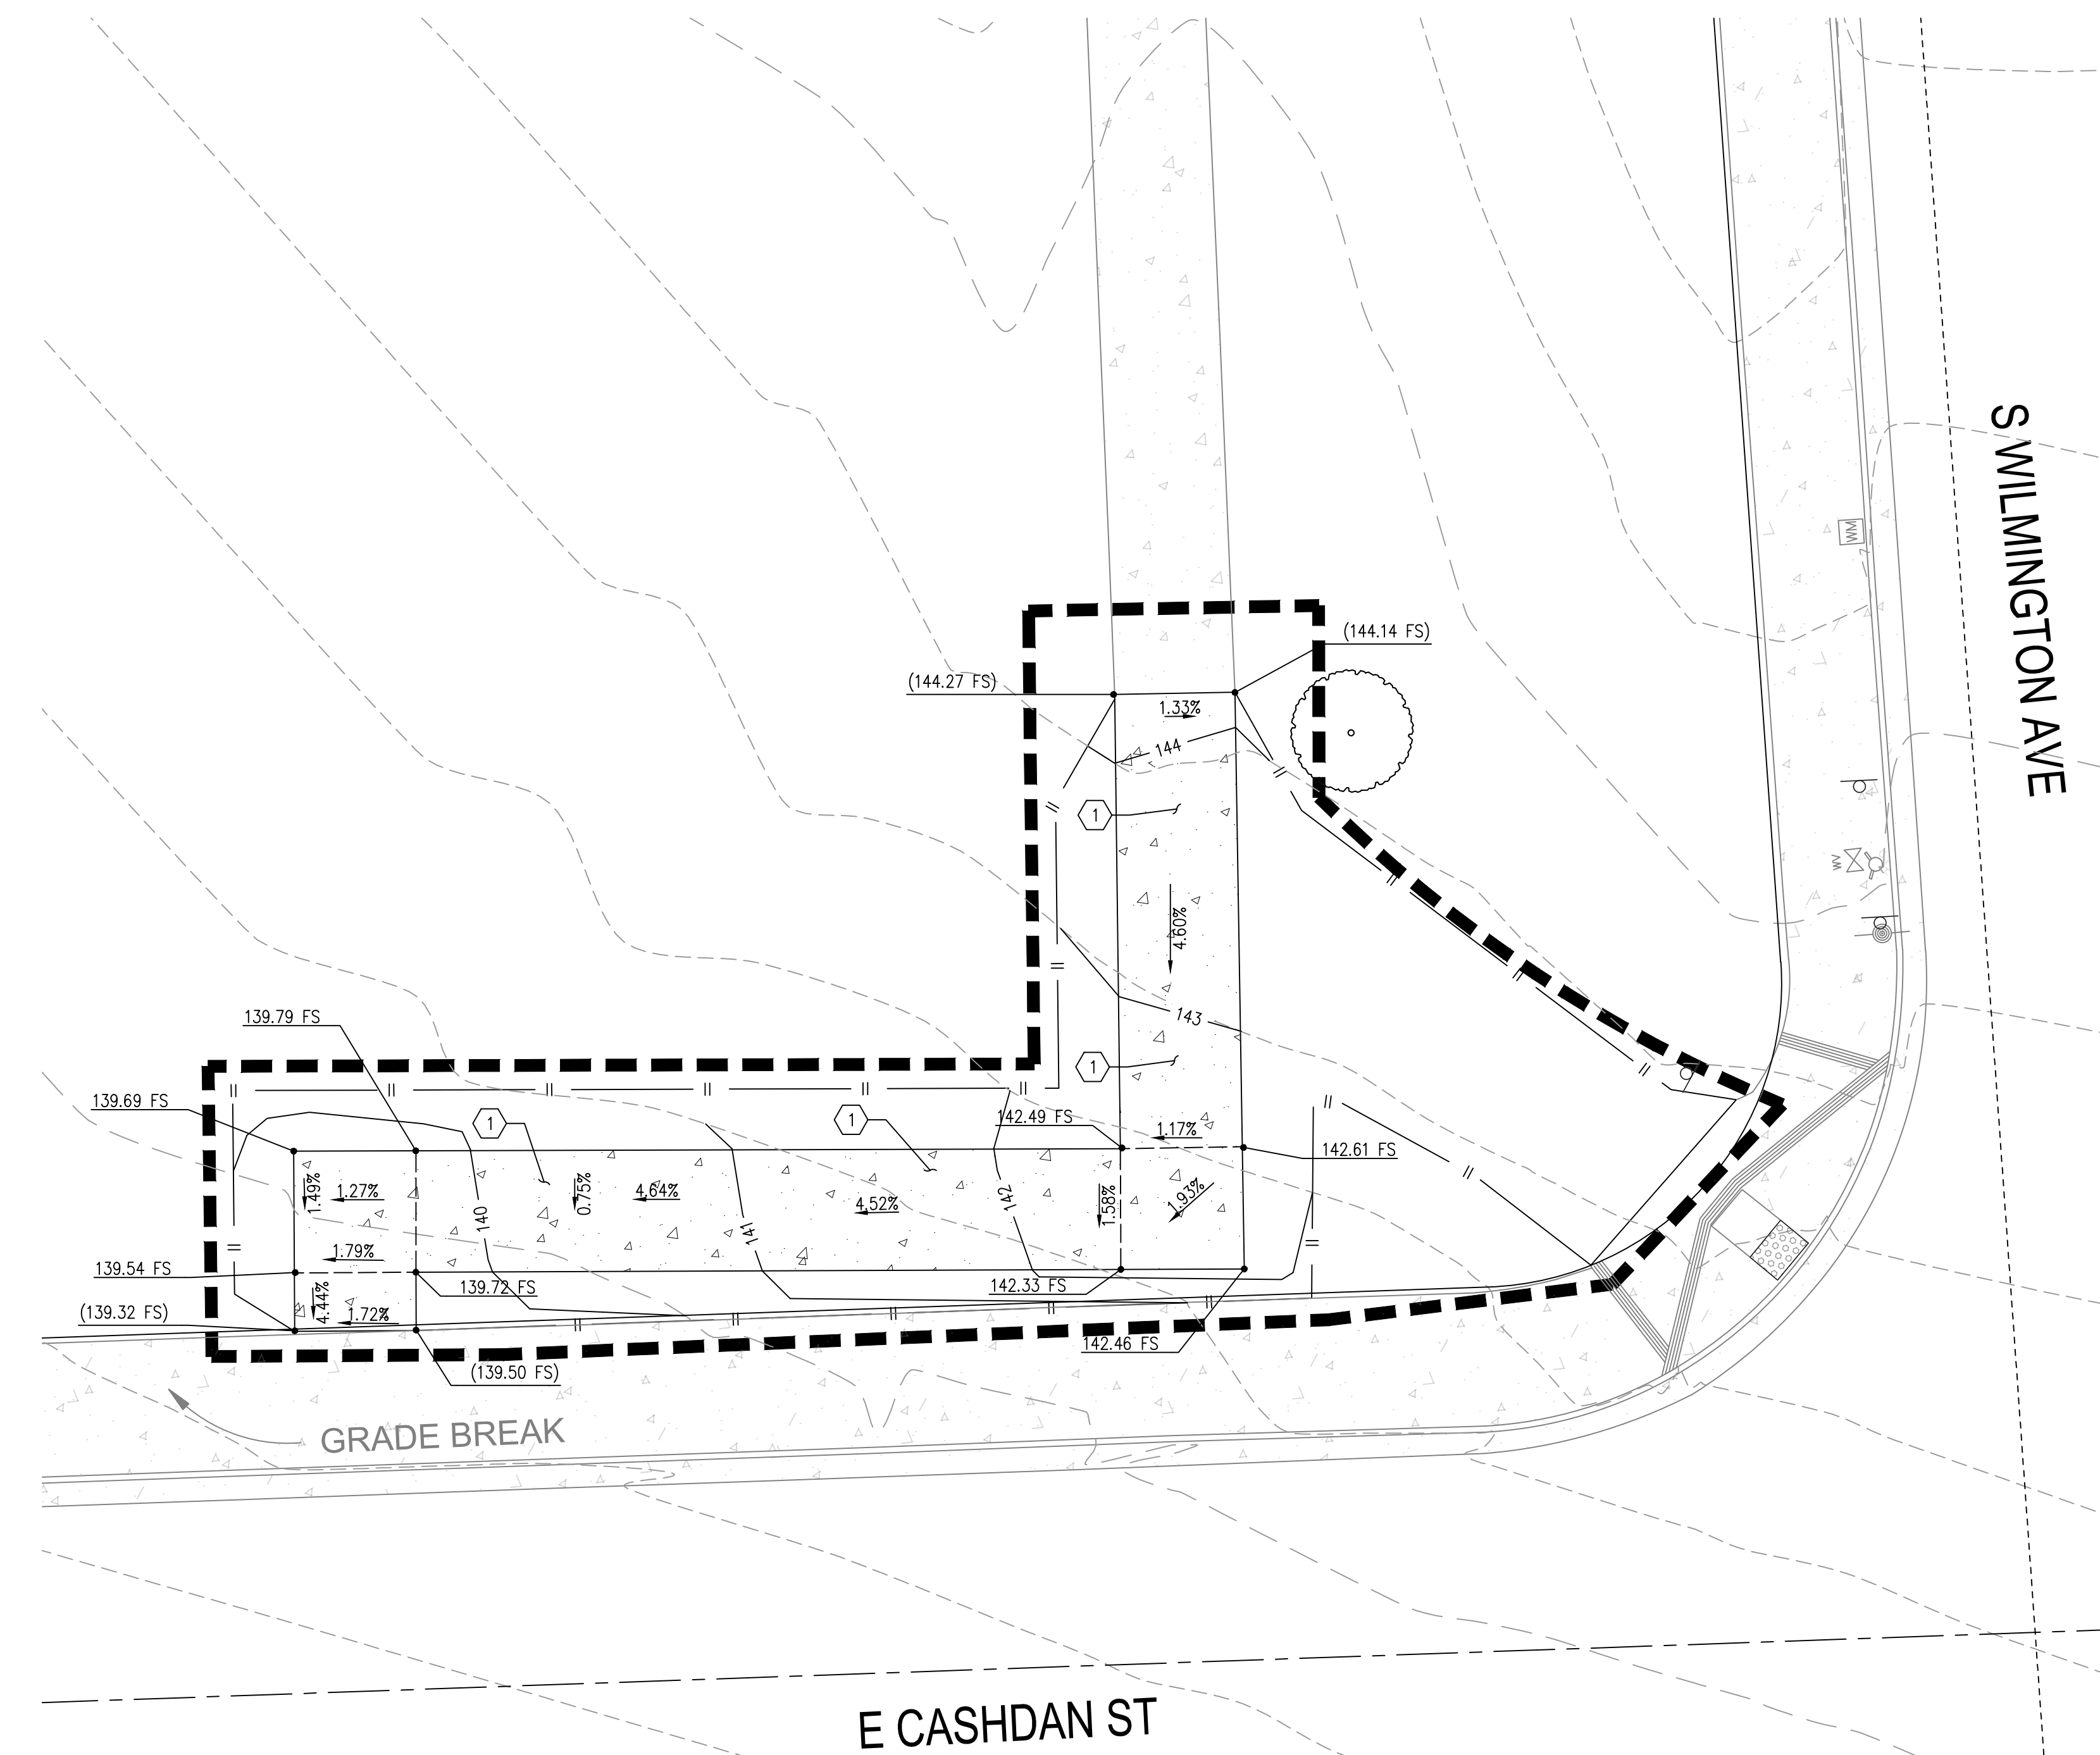 S WILMINGTON AVE
(144.14 FS)
(144.27 FS)
1.33%
144
1
4.60%
143
139.79 FS
1
139.69 FS
1
1
142.49 FS
1.17%
142.61 FS
1.49%
1.27%
0.75%
4.64%
4.52%
142
1.58%
1.93%
140
141
1.79%
139.54 FS
139.72 FS
142.33 FS
(139.32 FS)
4.44%
1.72%
142.46 FS
(139.50 FS)
GRADE BREAK
E CASHDAN ST